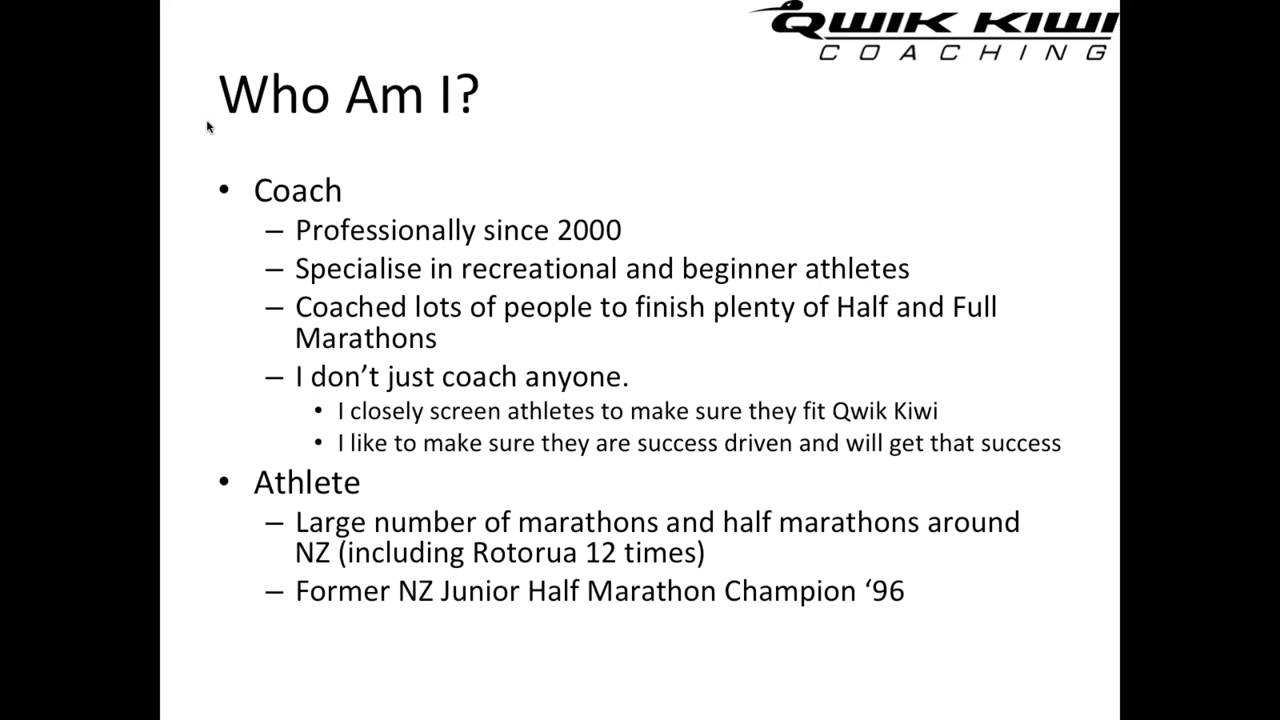 QWIK KIWI
COACHING
Who Am I?
• Coach
– Professionally since 2000
– Specialise in recreational and beginner athletes
– Coached lots of people to finish plenty of Half and Full
Marathons
– I don’t just coach anyone.
• I closely screen athletes to make sure they fit Qwik Kiwi
• I like to make sure they are success driven and will get that success
• Athlete
– Large number of marathons and half marathons around
NZ (including Rotorua 12 times)
– Former NZ Junior Half Marathon Champion ‘96